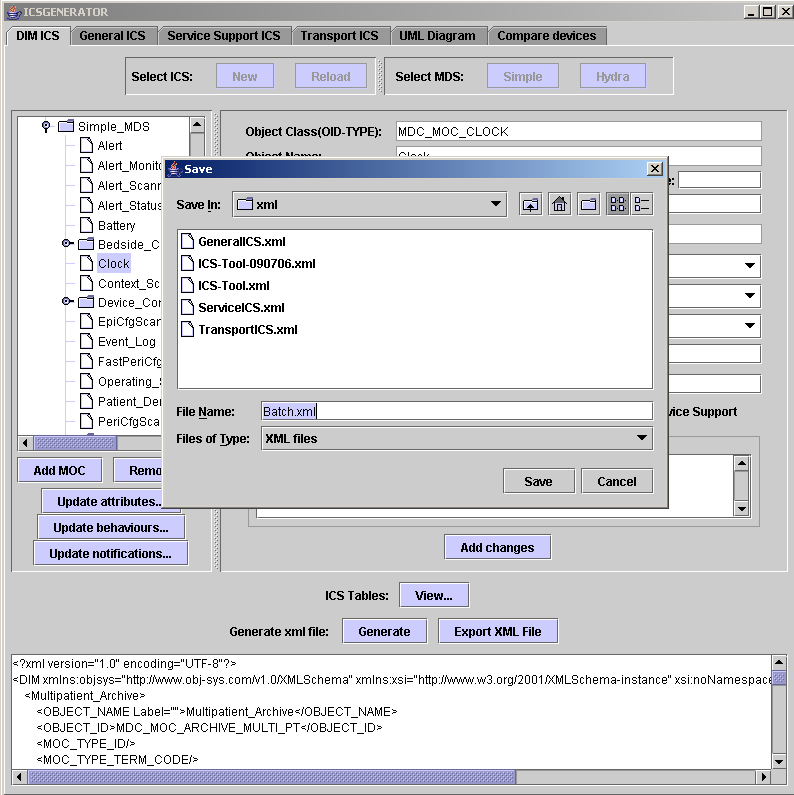 ICSGENERATOR
DIM ICS General ICS Service Support ICS Transport ICS UML Diagram Compare devices
Select ICS: New Reload Select MDS: Simple Hydra
Simple_MDS
Alert
Alert_Monito
Alert_Scann
Alert_Status
Battery
Bedside_C
Clock
Context_Sc
Device_Cor
EpiCfgScan
Event_Log
FastPeriCfg
Operating_S
Patient_Der
PeriCfgSca
Add MOC Remo
Update attributes...
Update behaviours...
Update notifications...
Object Class(OID-TYPE): MDC_MOC_CLOCK
Object Name: Clock
Save
Save In: xml
GeneralICS.xml
ICS-Tool-090706.xml
ICS-Tool.xml
ServiceICS.xml
TransportICS.xml
File Name: Batch.xml
Files of Type: XML files
Save Cancel
vice Support
Add changes
ICS Tables: View...
Generate xml file: Generate Export XML File
<?xml version="1.0" encoding="UTF-8"?>
<DIM xmlns:objsys="http://www.obj-sys.com/v1.0/XMLSchema" xmlns:xsi="http://www.w3.org/2001/XMLSchema-instance" xsi:noNamespace
<Multipatient_Archive>
<OBJECT_NAME Label="">Multipatient_Archive</OBJECT_NAME>
<OBJECT_ID>MDC_MOC_ARCHIVE_MULTI_PT</OBJECT_ID>
<MOC_TYPE_ID/>
<MOC_TYPE_TERM_CODE/>